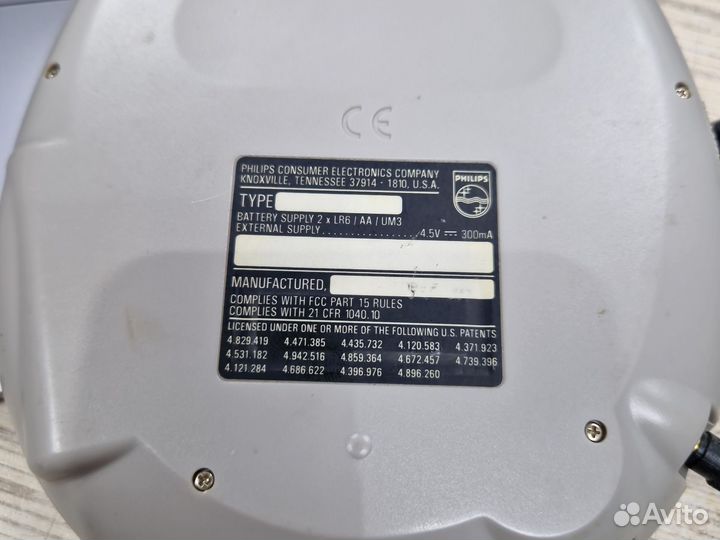 CE
PHILIPS CONSUMER ELECTRONICS COMPANY
KNOXVILLE, TENNESSEE 37914 - 1810, U.S.A.
PHILIPS
TYPE
BATTERY SUPPLY 2 x LR6 / AA / UM3
EXTERNAL SUPPLY....................4.5V ⎓ 300mA
MANUFACTURED,
COMPLIES WITH FCC PART 15 RULES
COMPLIES WITH 21 CFR 1040.10
LICENSED UNDER ONE OR MORE OF THE FOLLOWING U.S. PATENTS
4.829.419 4.471.385 4.435.732 4.120.583 4.371.923
4.531.182 4.942.516 4.859.364 4.672.457 4.739.396
4.121.284 4.686.622 4.396.976 4.896.260
Avito